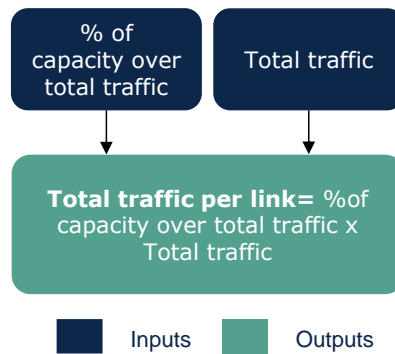 % of
capacity over
total traffic
Total traffic
Total traffic per link= %of
capacity over total traffic x
Total traffic
Inputs
Outputs